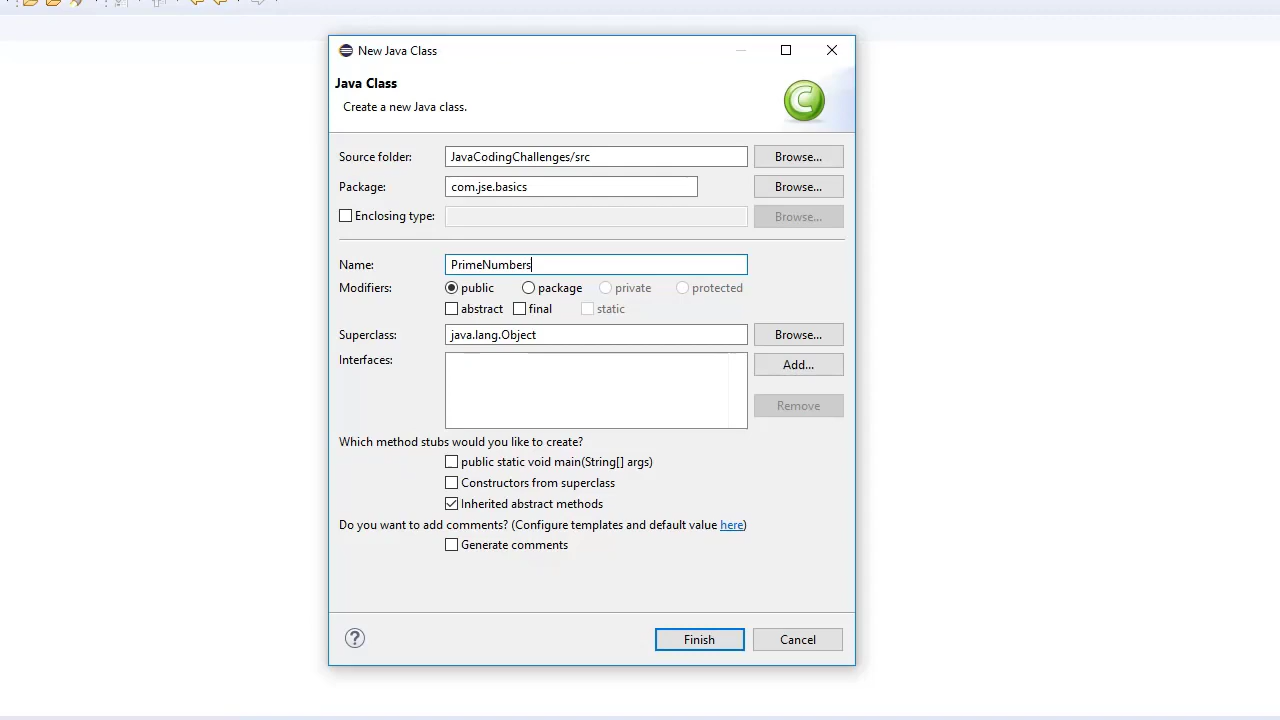 New Java Class
Java Class
Create a new Java class.
Source folder: JavaCodingChallenges/src Browse...
Package: com.jse.basics Browse...
Enclosing type: Browse...
Name: PrimeNumbers
Modifiers: public package private protected
abstract final static
Superclass: java.lang.Object Browse...
Interfaces: Add...
Remove
Which method stubs would you like to create?
public static void main(String[] args)
Constructors from superclass
Inherited abstract methods
Do you want to add comments? (Configure templates and default value here)
Generate comments
? Finish Cancel